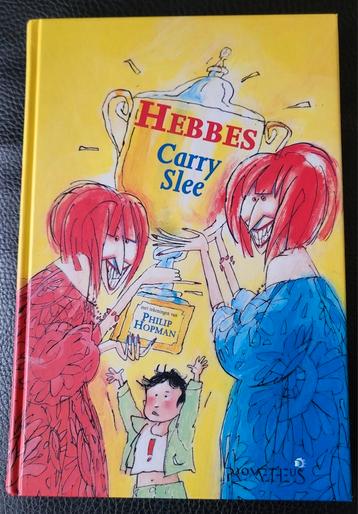 HEBBES
Carry
Slee
met tekeningen van
PHILIP
HOPMAN
!
PROMETHEUS